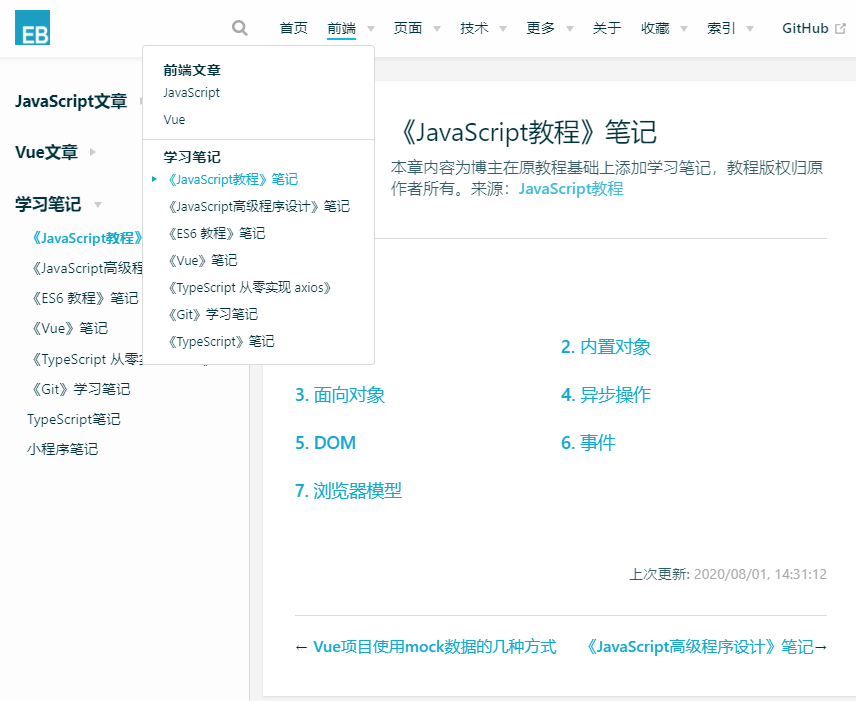 EB
首页 前端 页面 技术 更多 关于 收藏 索引 GitHub
前端文章
JavaScript
Vue
学习笔记
《JavaScript教程》笔记
《JavaScript高级程序设计》笔记
《ES6 教程》笔记
《Vue》笔记
《TypeScript 从零实现 axios》
《Git》学习笔记
《TypeScript》笔记
JavaScript文章
Vue文章
学习笔记
《JavaScript教程》
《JavaScript高级程
《ES6 教程》笔记
《Vue》笔记
《TypeScript 从零
《Git》学习笔记
TypeScript笔记
小程序笔记
《JavaScript教程》笔记
本章内容为博主在原教程基础上添加学习笔记，教程版权归原
作者所有。来源：JavaScript教程
2. 内置对象
3. 面向对象
4. 异步操作
5. DOM
6. 事件
7. 浏览器模型
上次更新: 2020/08/01, 14:31:12
← Vue项目使用mock数据的几种方式
《JavaScript高级程序设计》笔记→